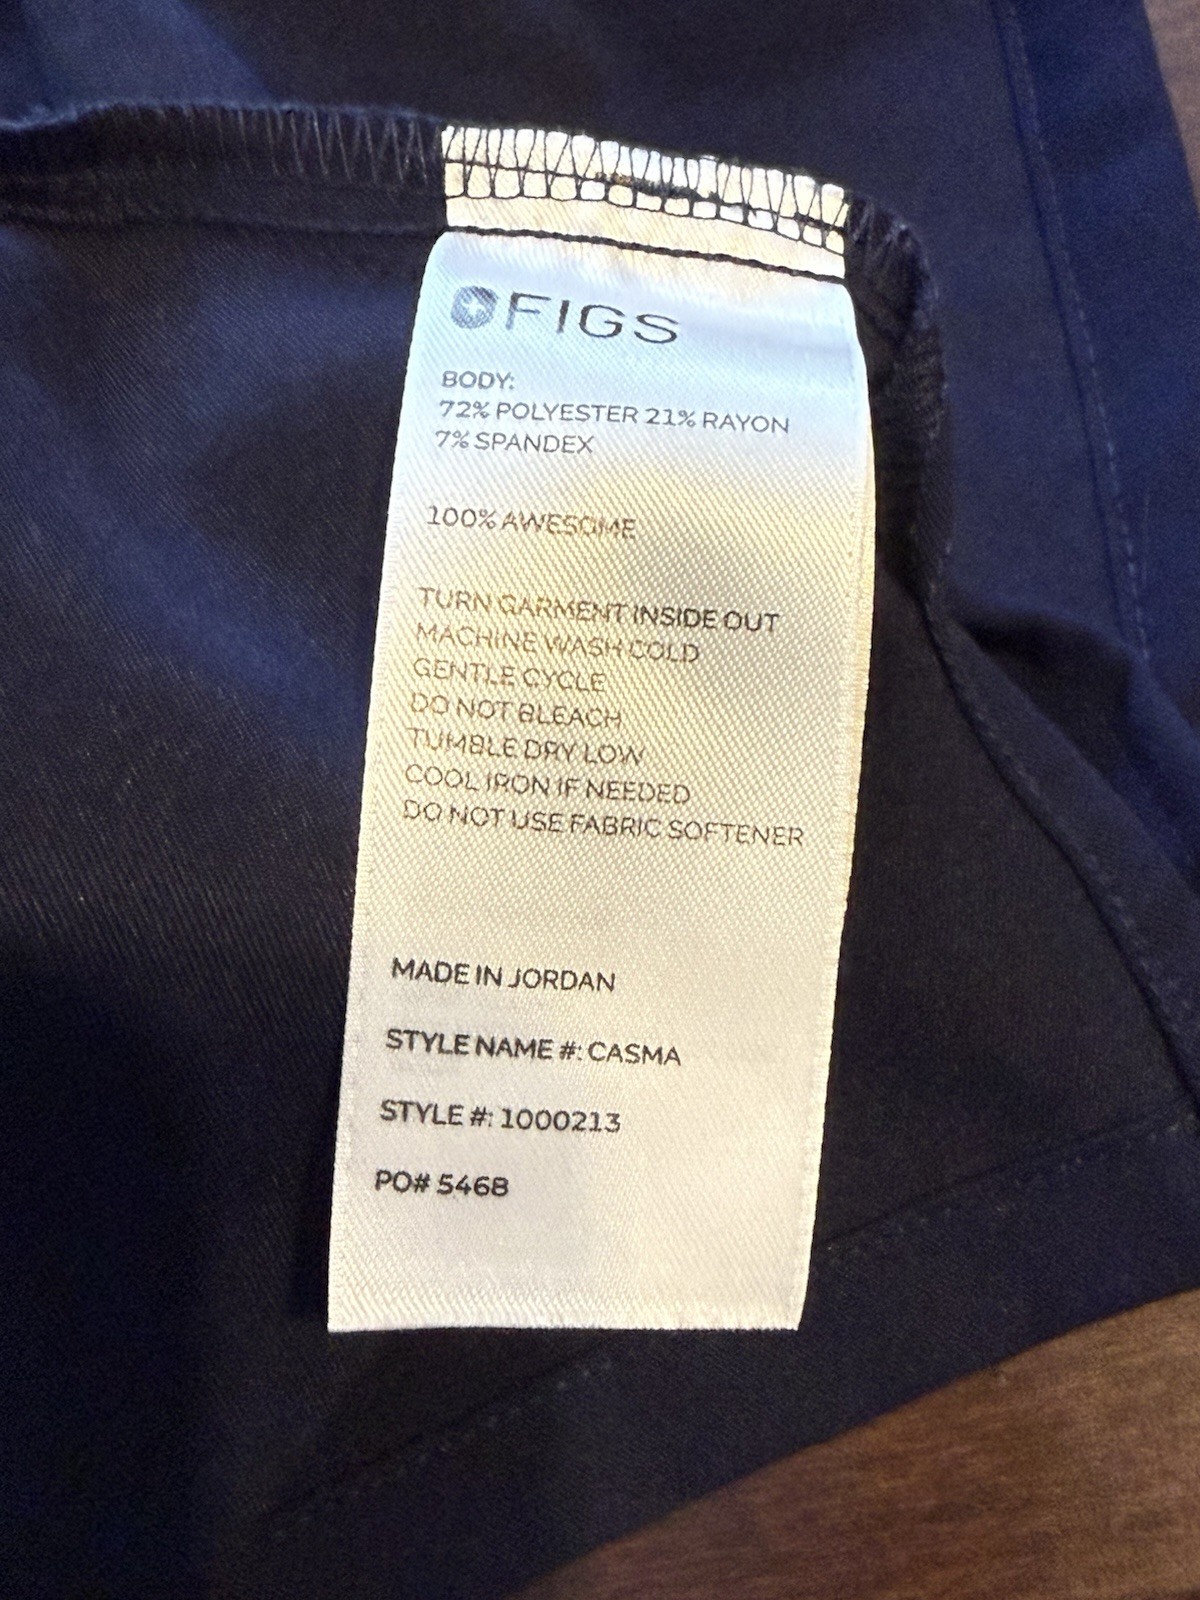 FIGS
BODY:
72% POLYESTER 21% RAYON
7% SPANDEX
100% AWESOME
TURN GARMENT INSIDE OUT
MACHINE WASH COLD
GENTLE CYCLE
DO NOT BLEACH
TUMBLE DRY LOW
COOL IRON IF NEEDED
DO NOT USE FABRIC SOFTENER
MADE IN JORDAN
STYLE NAME #: CASMA
STYLE #: 1000213
PO# 5468